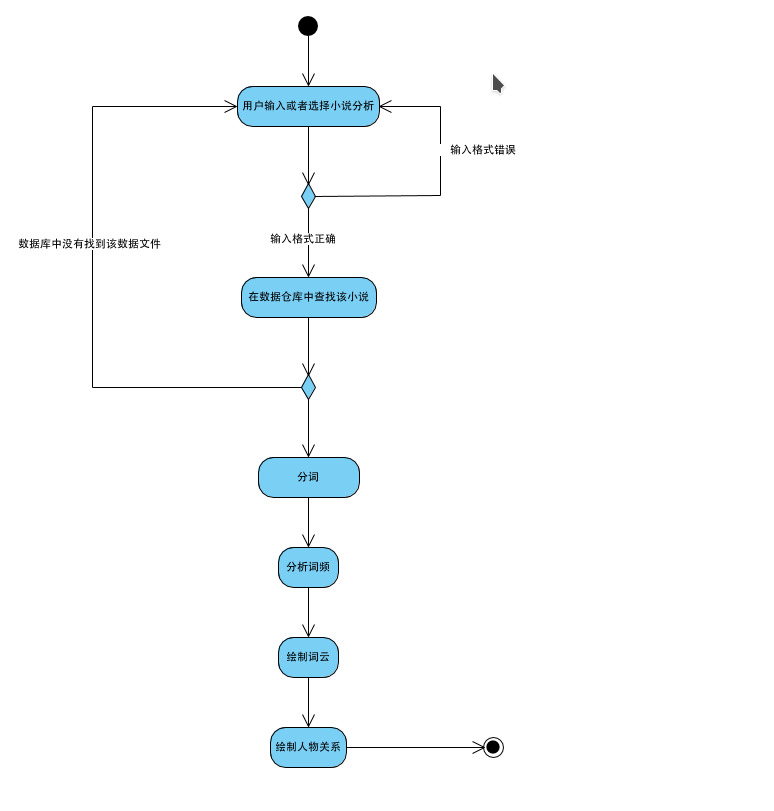 用户输入或者选择小说分析
输入格式错误
输入格式正确
数据库中没有找到该数据文件
在数据仓库中查找该小说
分词
分析词频
绘制词云
绘制人物关系